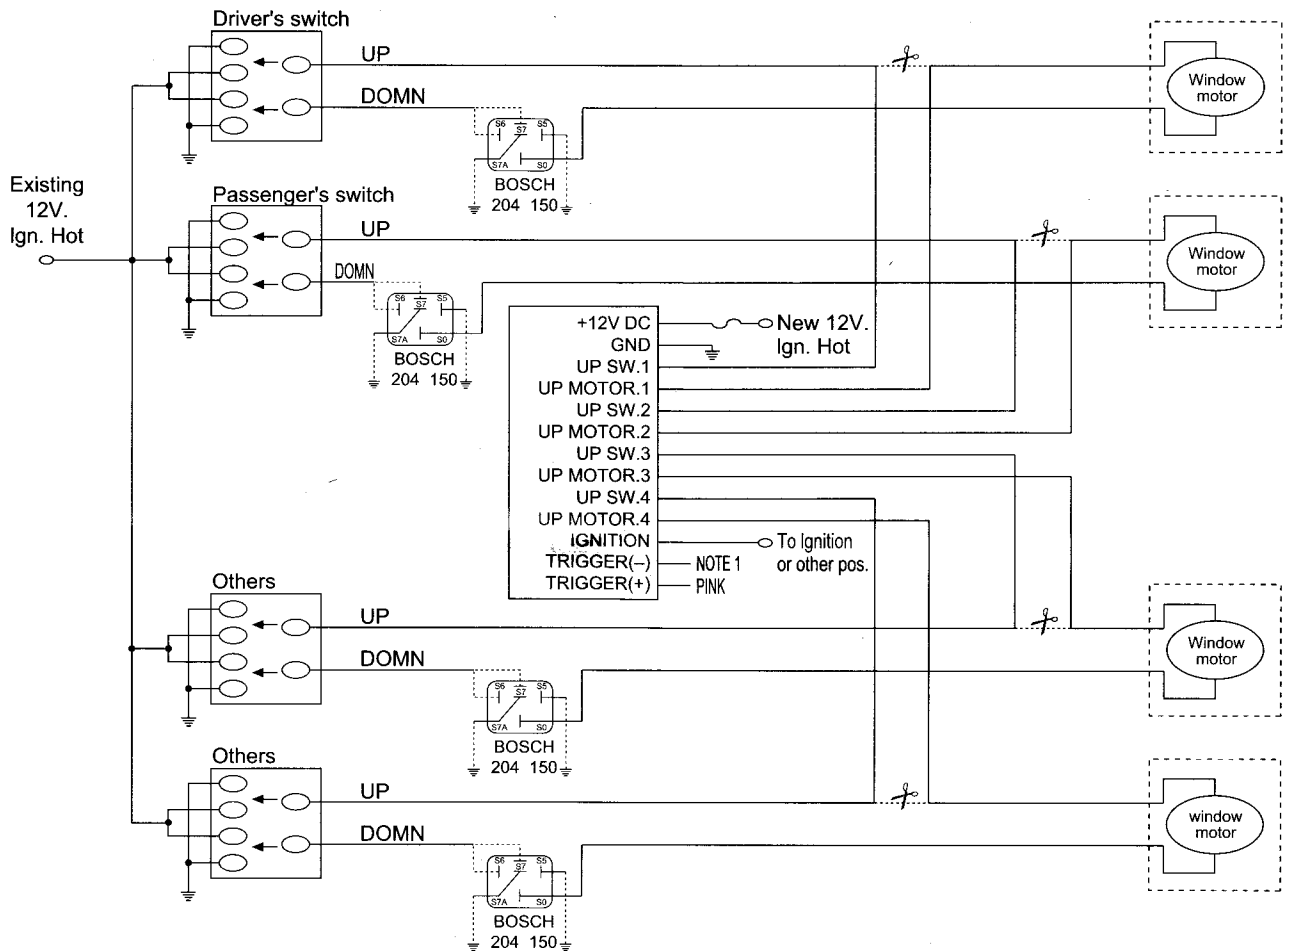 Driver's switch
UP
DOMN
S6
S7
S5
S7A
S0
BOSCH
204 150
Window
motor
Existing
12V.
Ign. Hot
Passenger's switch
UP
DOMN
S6
S7
S5
S7A
S0
BOSCH
204 150
Window
motor
+12V DC
New 12V.
Ign. Hot
GND
UP SW.1
UP MOTOR.1
UP SW.2
UP MOTOR.2
UP SW.3
UP MOTOR.3
UP SW.4
UP MOTOR.4
IGNITION
To Ignition
or other pos.
TRIGGER(–)
NOTE 1
TRIGGER(+)
PINK
Others
UP
DOMN
S6
S7
S5
S7A
S0
BOSCH
204 150
Window
motor
Others
UP
DOMN
S6
S7
S5
S7A
S0
BOSCH
204 150
window
motor